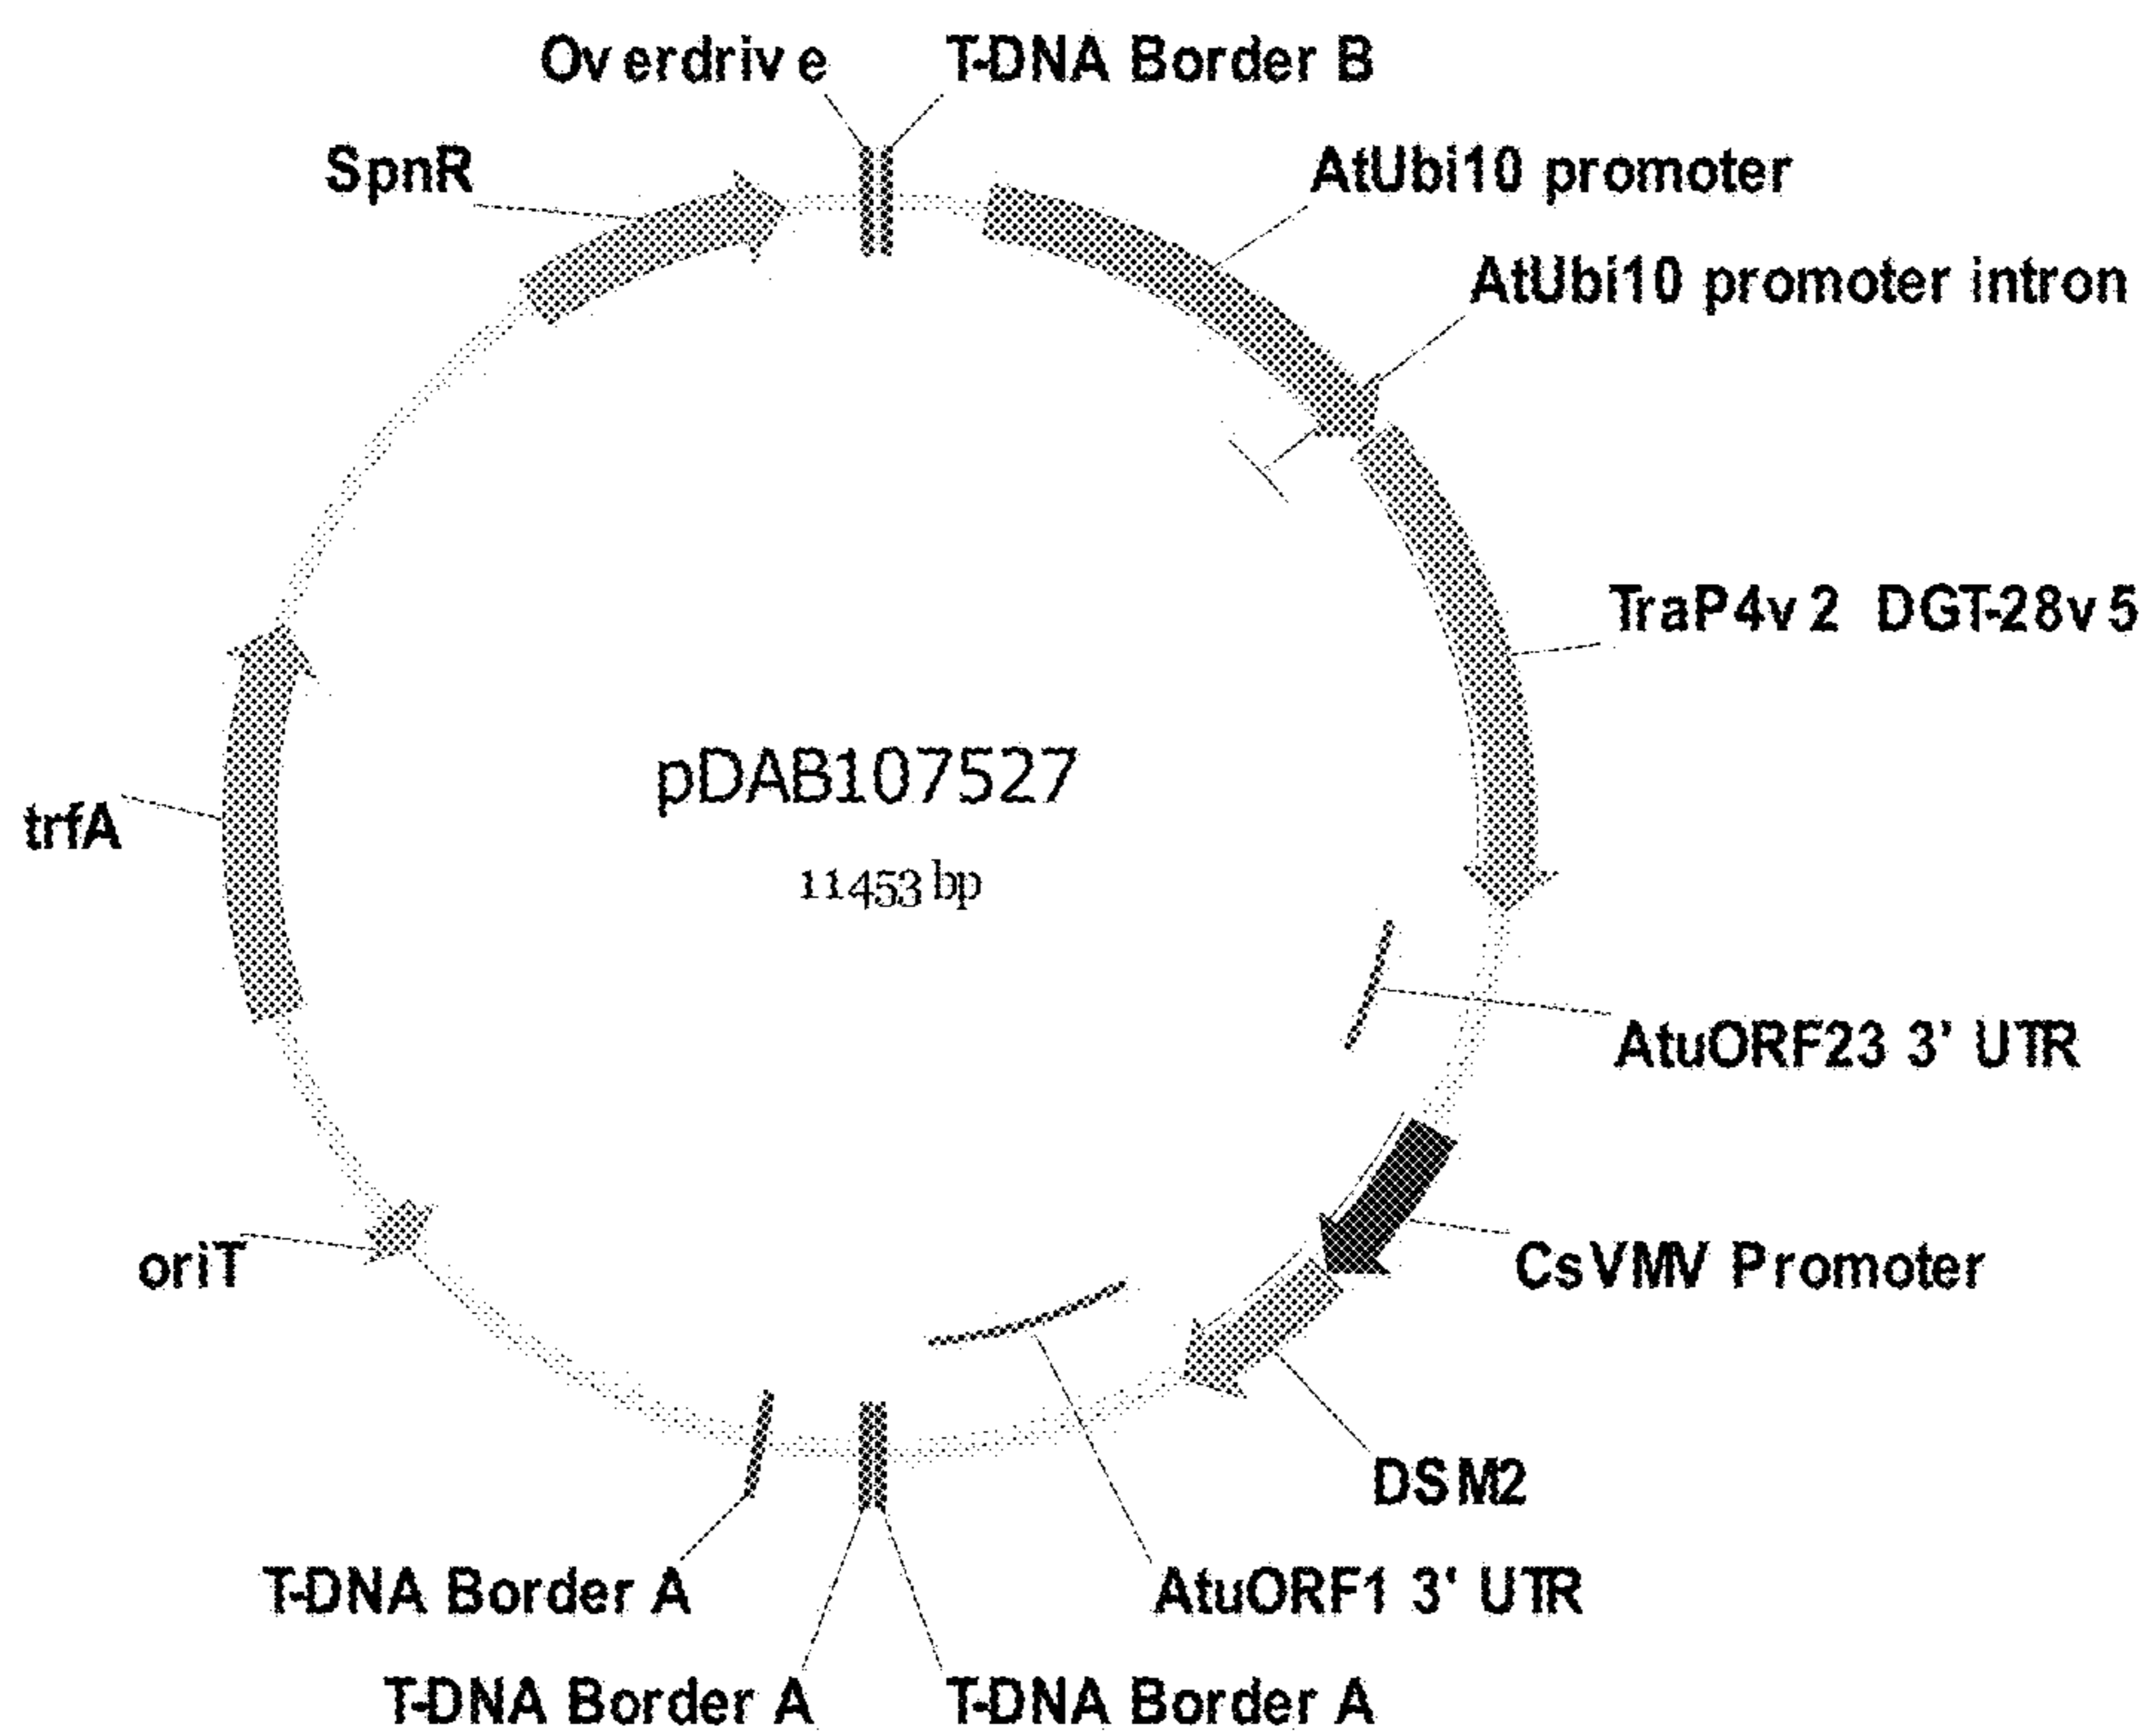 Overdrive
T-DNA Border B
SpnR
AtUbi10 promoter
AtUbi10 promoter intron
TraP4v2 DGT-28v5
pDAB107527
11453 bp
trfA
AtuORF23 3' UTR
oriT
CsVMV Promoter
DSM2
T-DNA Border A
AtuORF1 3' UTR
T-DNA Border A
T-DNA Border A